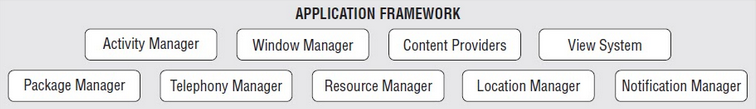 APPLICATION FRAMEWORK
Activity Manager Window Manager Content Providers View System
Package Manager Telephony Manager Resource Manager Location Manager Notification Manager